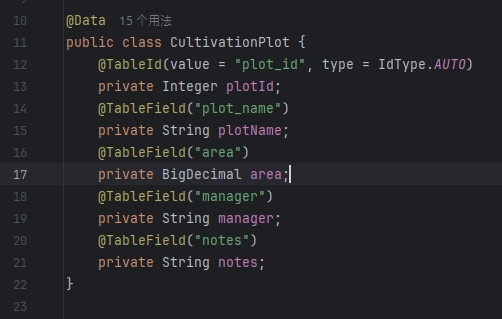 10 @Data 15 个用法
11 public class CultivationPlot {
12 @TableId(value = "plot_id", type = IdType.AUTO)
13 private Integer plotId;
14 @TableField("plot_name")
15 private String plotName;
16 @TableField("area")
17 private BigDecimal area;
18 @TableField("manager")
19 private String manager;
20 @TableField("notes")
21 private String notes;
22 }
23